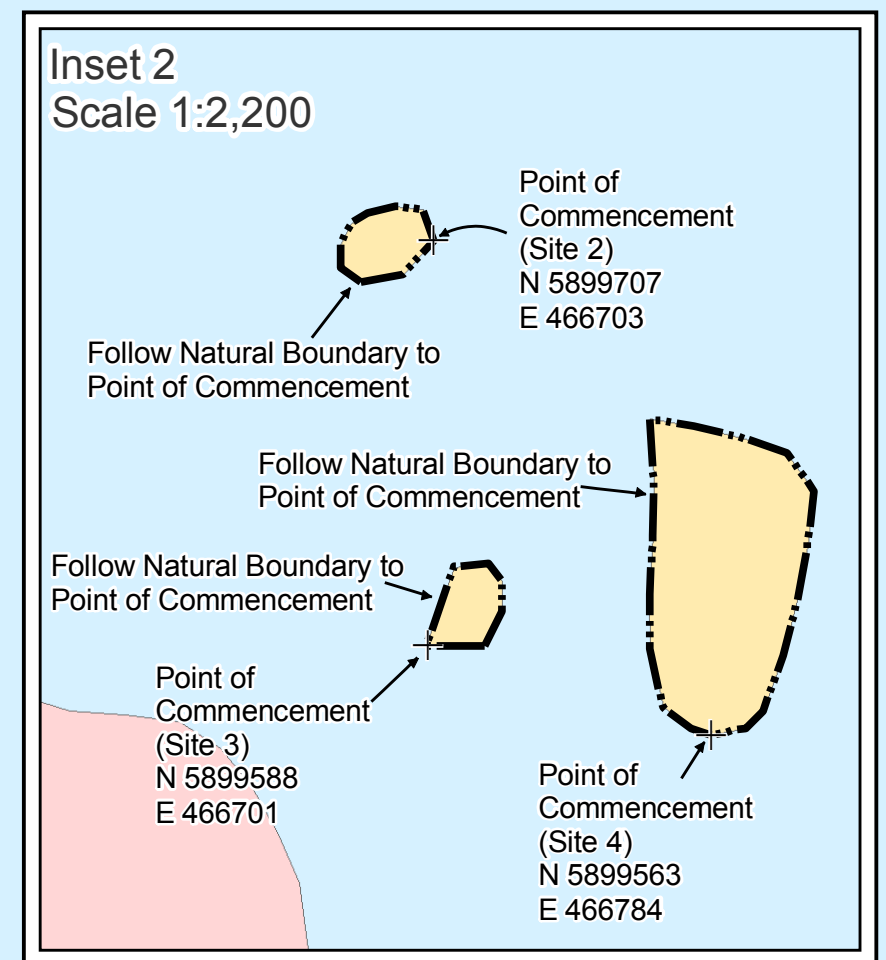 Inset 2
Scale 1:2,200
Point of
Commencement
(Site 2)
N 5899707
E 466703
Follow Natural Boundary to
Point of Commencement
Follow Natural Boundary to
Point of Commencement
Follow Natural Boundary to
Point of Commencement
Point of
Commencement
(Site 3)
N 5899588
E 466701
Point of
Commencement
(Site 4)
N 5899563
E 466784